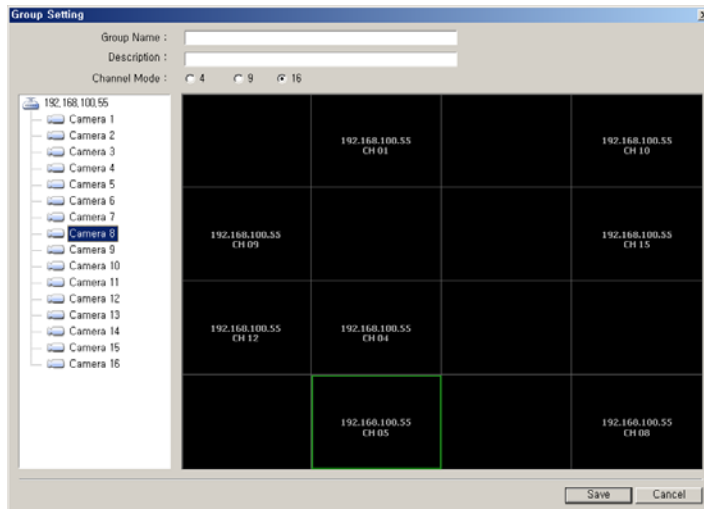 Group Setting
Group Name :
Description :
Channel Mode : 4 9 16
192,168,100,55
Camera 1
Camera 2
Camera 3
Camera 4
Camera 5
Camera 6
Camera 7
Camera 8
Camera 9
Camera 10
Camera 11
Camera 12
Camera 13
Camera 14
Camera 15
Camera 16
192.168.100.55
CH 01
192.168.100.55
CH 10
192.168.100.55
CH 09
192.168.100.55
CH 15
192.168.100.55
CH 12
192.168.100.55
CH 04
192.168.100.55
CH 05
192.168.100.55
CH 08
Save Cancel